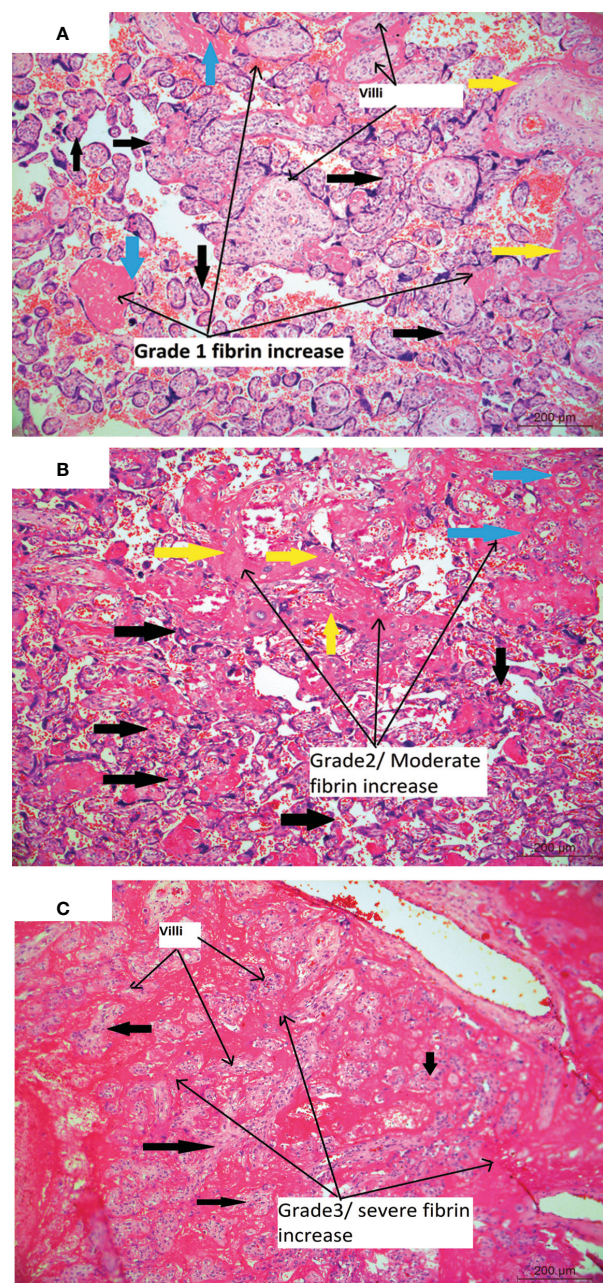 A
Villi
Grade 1 fibrin increase
200 µm
B
Grade2/ Moderate
fibrin increase
200 µm
C
Villi
Grade3/ severe fibrin
increase
200 µm